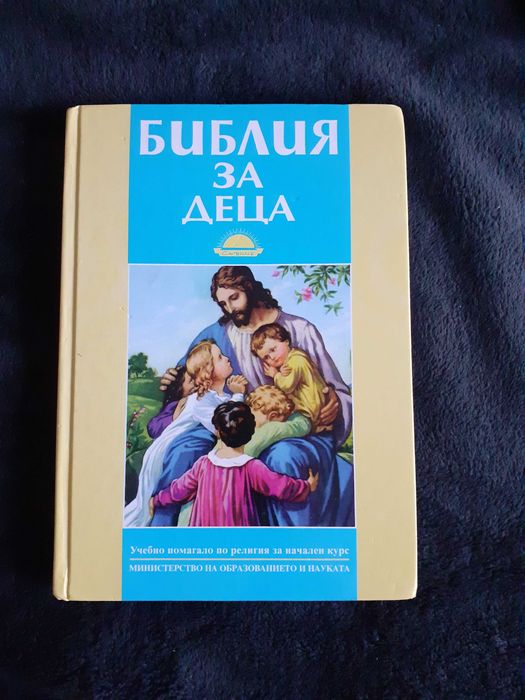 БИБЛИЯ
ЗА
ДЕЦА
Учебно помагало по религия за начален курс
МИНИСТЕРСТВО НА ОБРАЗОВАНИЕТО И НАУКАТА